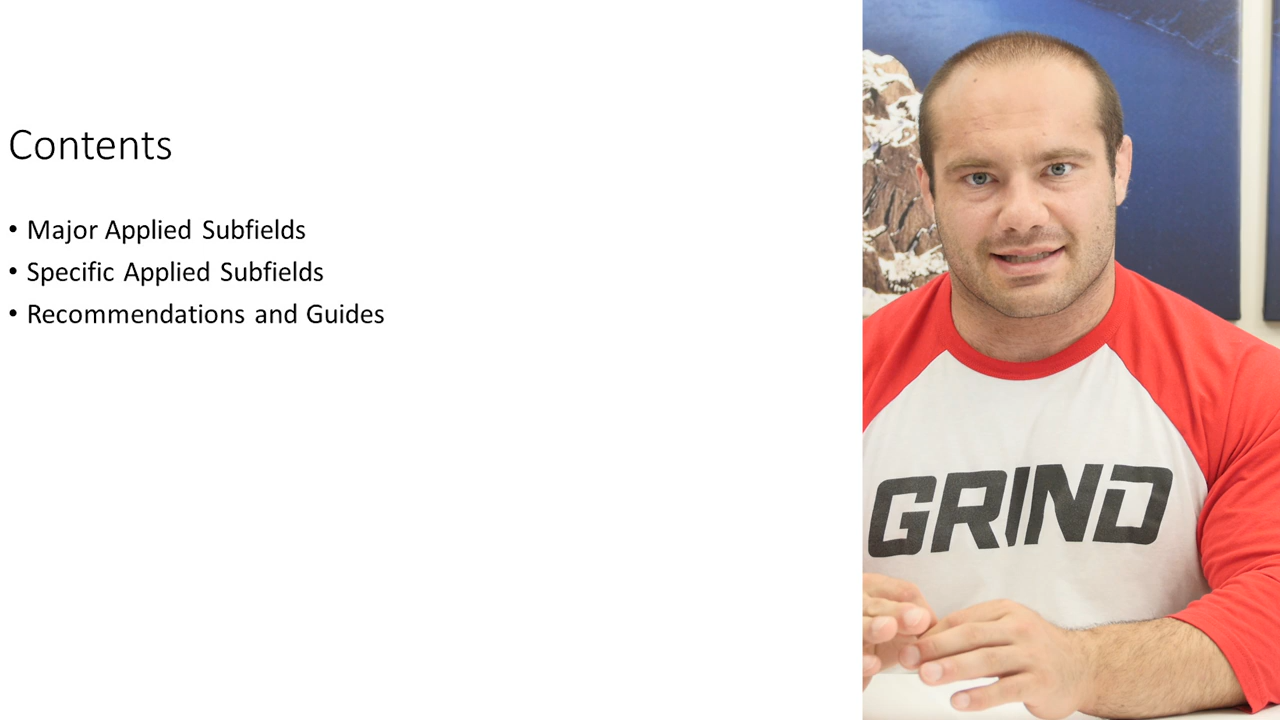 Contents
• Major Applied Subfields
• Specific Applied Subfields
• Recommendations and Guides
GRIND